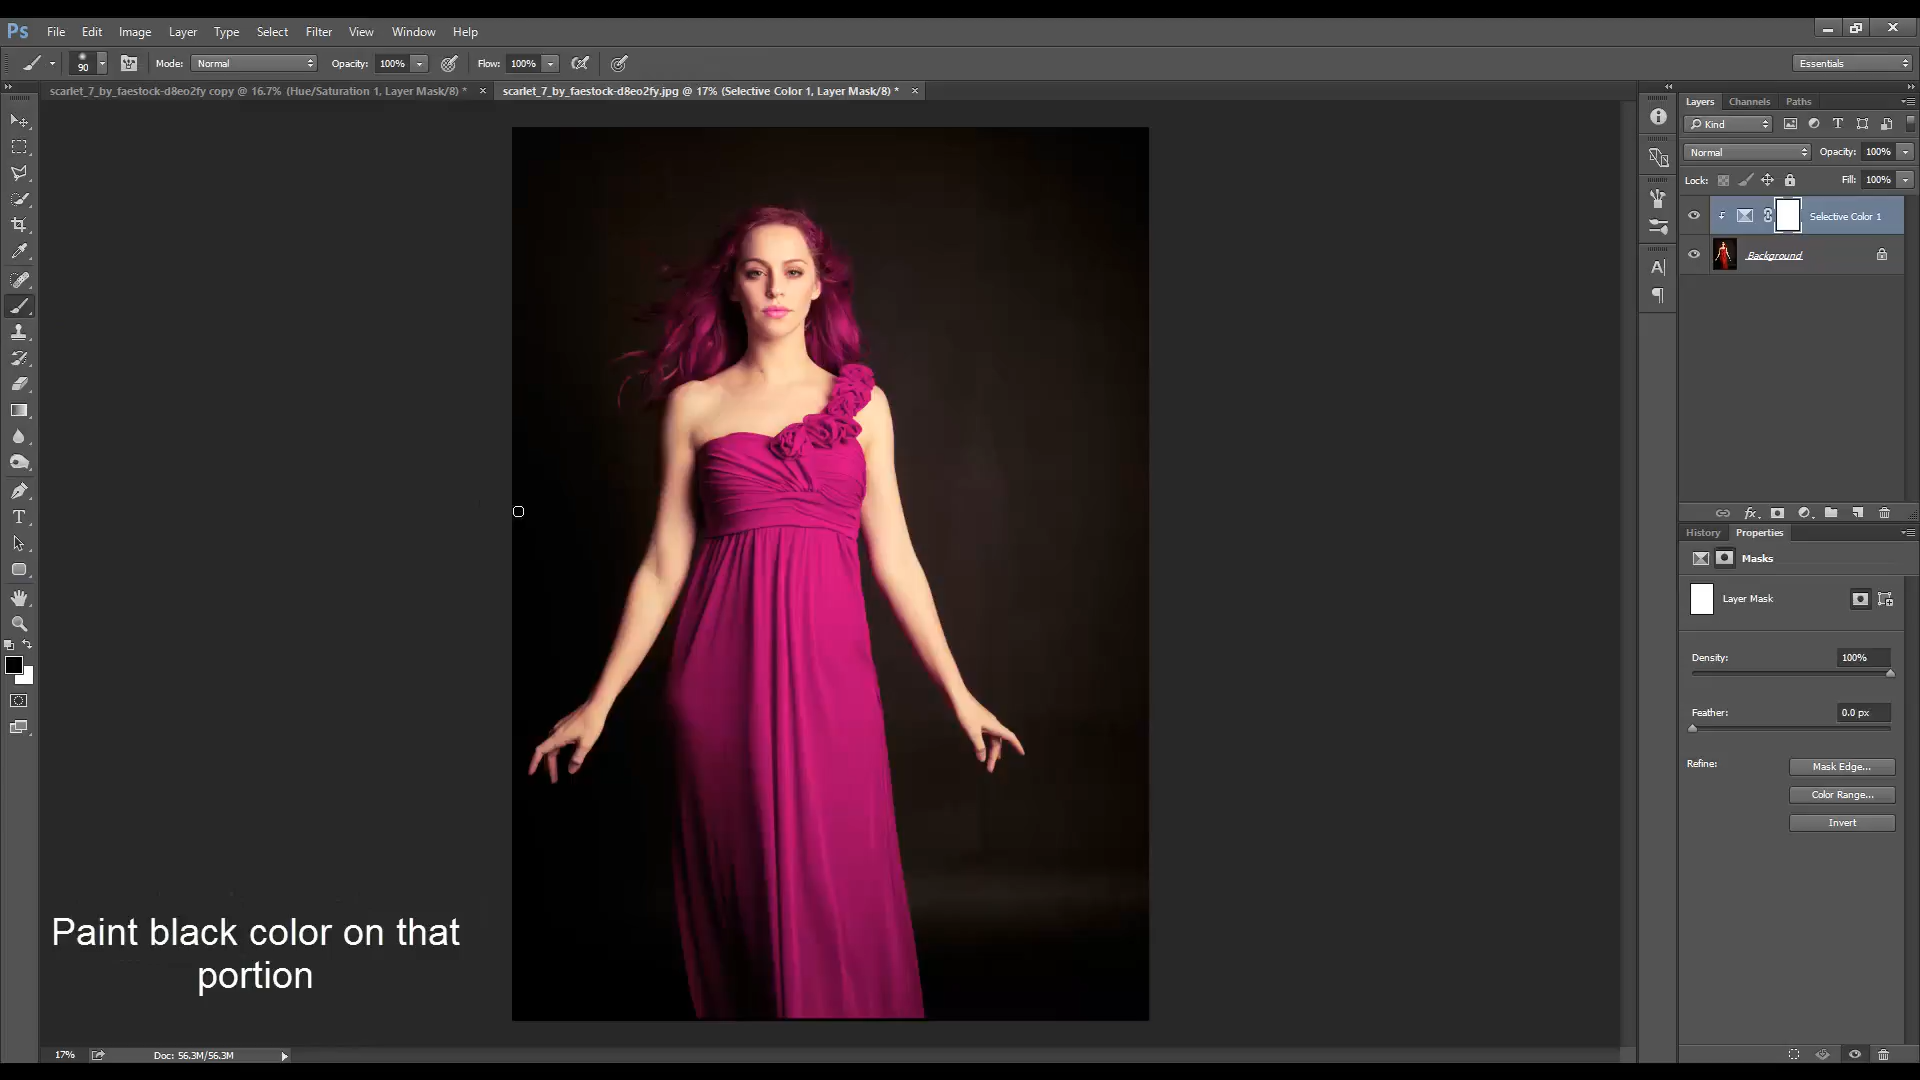 Ps File Edit Image Layer Type Select Filter 3D View Window Help
90 Mode: Normal Opacity: 100% Flow: 100% Essentials
scarlet_7_by_faestock-d8eo2fy copy @ 16.7% (Hue/Saturation 1, Layer Mask/8) * ×
scarlet_7_by_faestock-d8eo2fy.jpg @ 17% (Selective Color 1, Layer Mask/8) * ×
Layers Channels Paths
Kind
Normal Opacity: 100%
Lock: Fill: 100%
Selective Color 1
Background
History Properties
Masks
Layer Mask
Density: 100%
Feather: 0.0 px
Refine: Mask Edge...
Color Range...
Invert
Paint black color on that
portion
17% Doc: 56.3M/56.3M